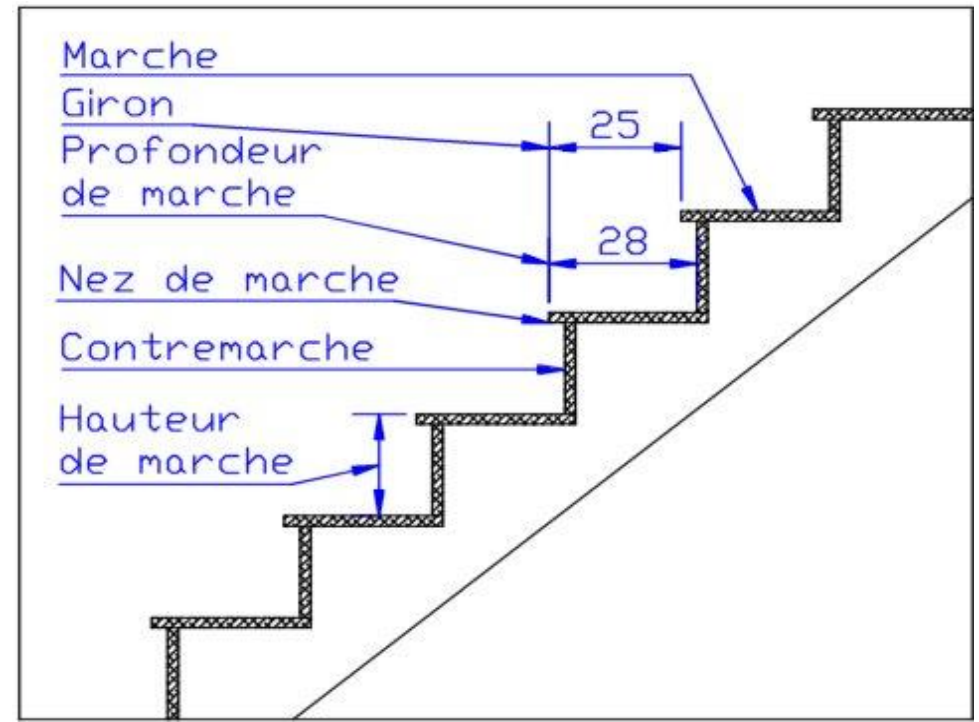 Marche
Giron
25
Profondeur
de marche
28
Nez de marche
Contremarche
Hauteur
de marche